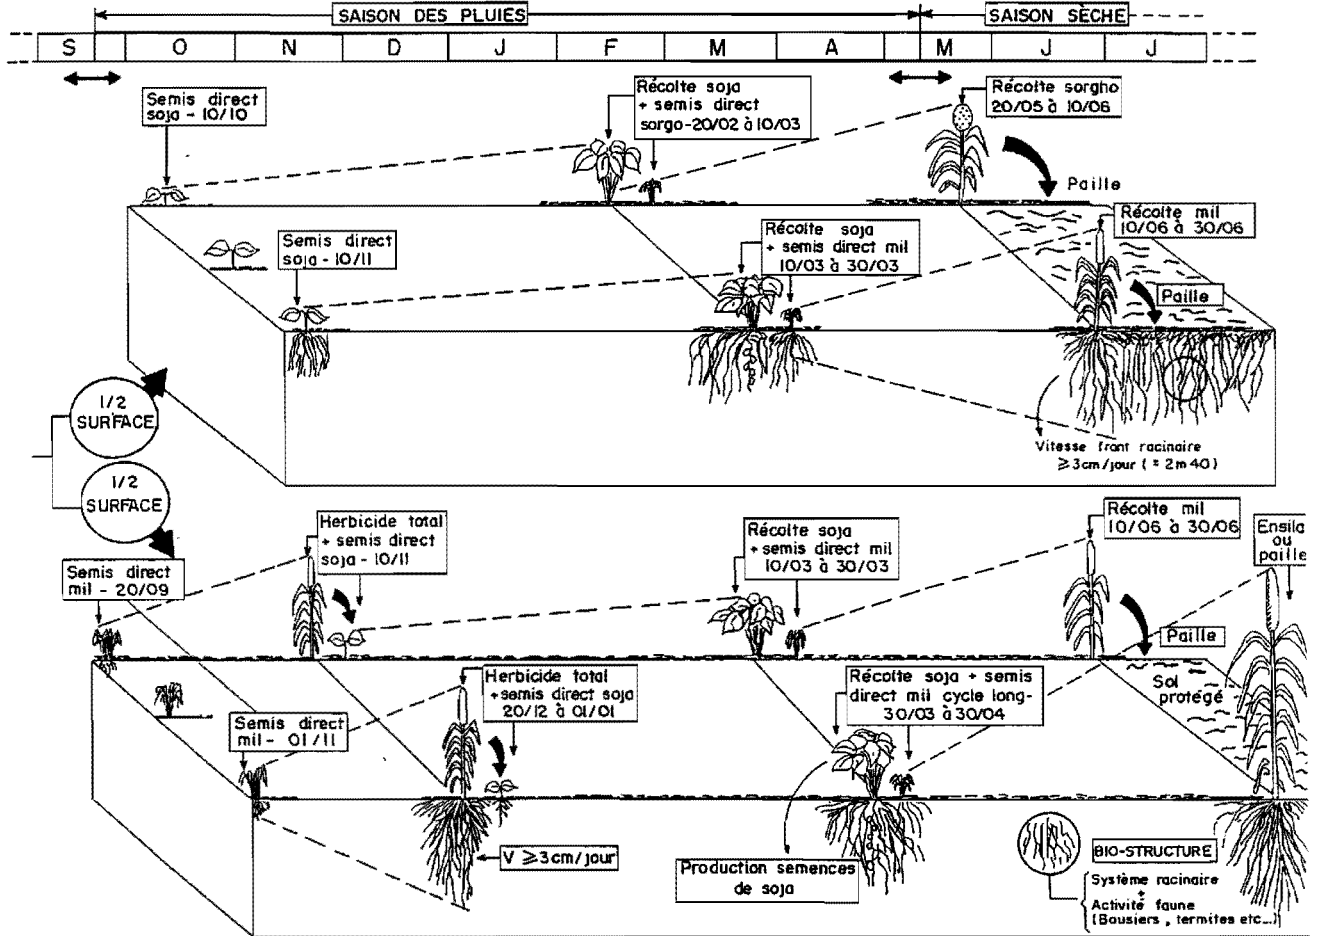 SAISON DES PLUIES
SAISON SÈCHE
S O N D J F M A M J J
Semis direct
soja - 10/10
Récolte soja
+ semis direct
sorgo-20/02 à 10/03
Récolte sorgho
20/05 à 10/06
Paille
Semis direct
soja - 10/11
Récolte soja
+ semis direct mil
10/03 à 30/03
Récolte mil
10/06 à 30/06
Paille
1/2
SURFACE
Vitesse front racinaire
≥3cm/jour ( = 2m40)
1/2
SURFACE
Semis direct
mil - 20/09
Herbicide total
+ semis direct
soja - 10/11
Récolte soja
+ semis direct mil
10/03 à 30/03
Récolte mil
10/06 à 30/06
Ensila
ou
paille
Paille
Sol
protégé
Semis direct
mil - 01/11
Herbicide total
+semis direct soja
20/12 à 01/01
Récolte soja + semis
direct mil cycle long-
30/03 à 30/04
V ≥3cm/jour
Production semences
de soja
BIO-STRUCTURE
Système racinaire
+
Activité faune
(Bousiers, termites etc...)